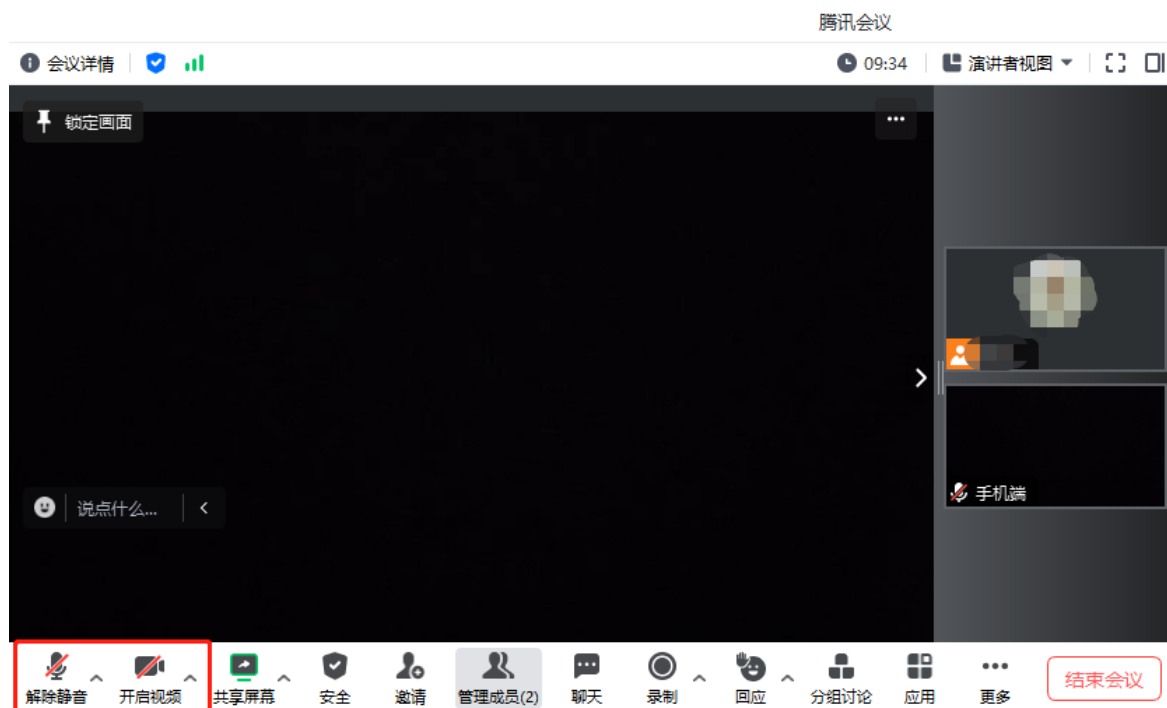 腾讯会议
会议详情
09:34
演讲者视图
锁定画面
说点什么...
手机端
解除静音
开启视频
共享屏幕
安全
邀请
管理成员(2)
聊天
录制
回应
分组讨论
应用
更多
结束会议